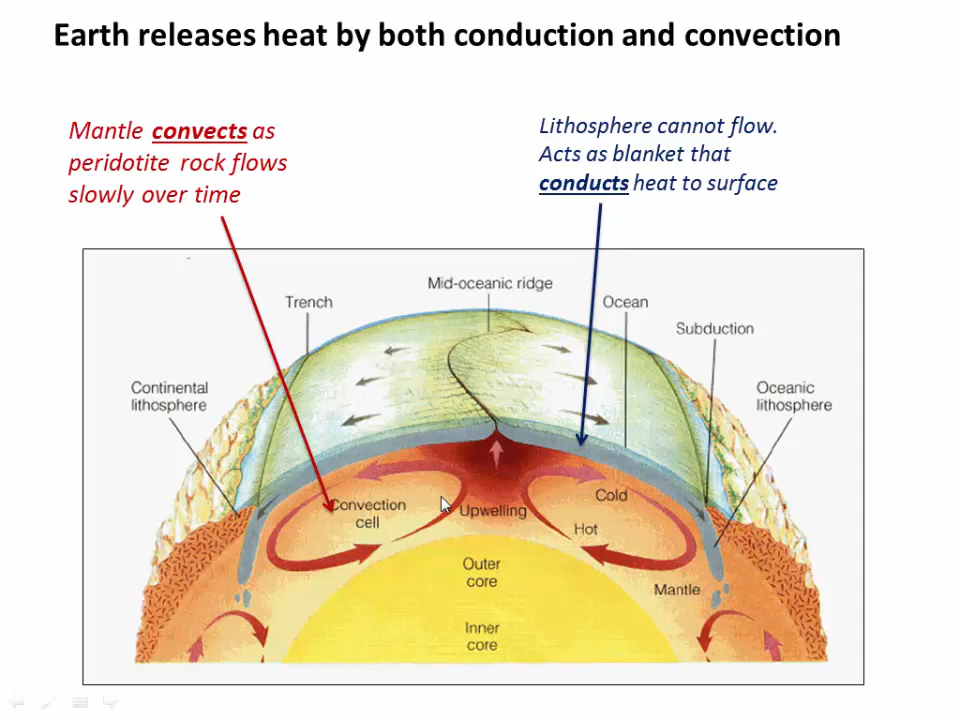 Earth releases heat by both conduction and convection
Mantle convects as
peridotite rock flows
slowly over time
Lithosphere cannot flow.
Acts as blanket that
conducts heat to surface
Mid-oceanic ridge
Trench
Ocean
Subduction
Continental
lithosphere
Oceanic
lithosphere
Convection
cell
Upwelling
Cold
Hot
Outer
core
Mantle
Inner
core